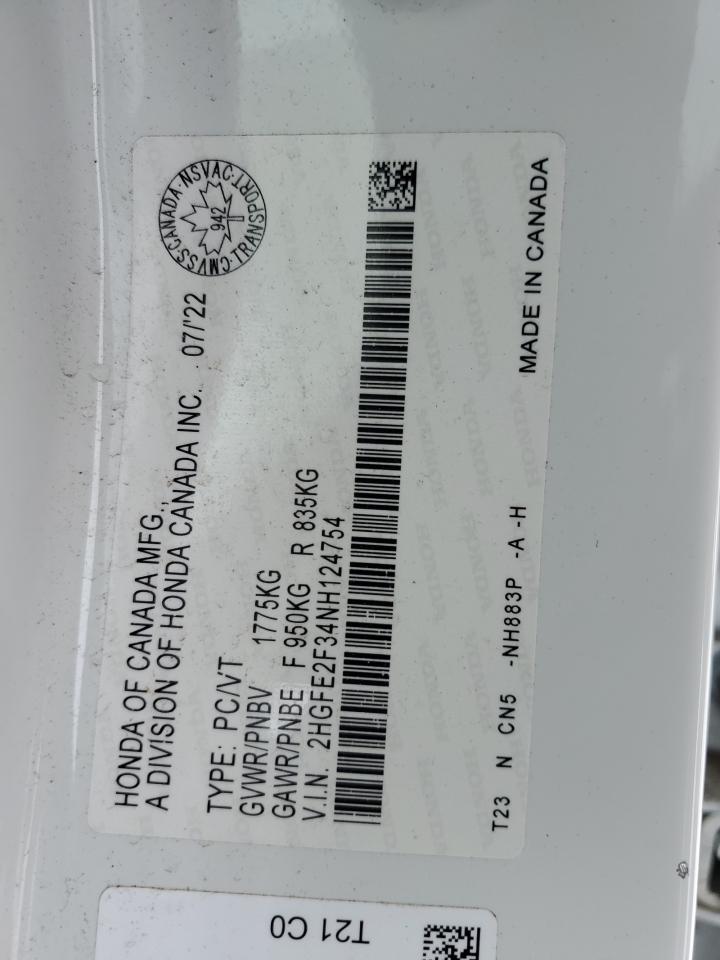 HONDA OF CANADA MFG.,
A DIVISION OF HONDA CANADA INC. 07/'22
CMVSS·CANADA·NSVAC·TRANSPORT
942
TYPE: PC/VT
GVWR/PNBV 1775KG
GAWR/PNBE F 950KG R 835KG
V.I.N. 2HGFE2F34NH124754
T23 N CN5 -NH883P -A -H
MADE IN CANADA
T21 C0